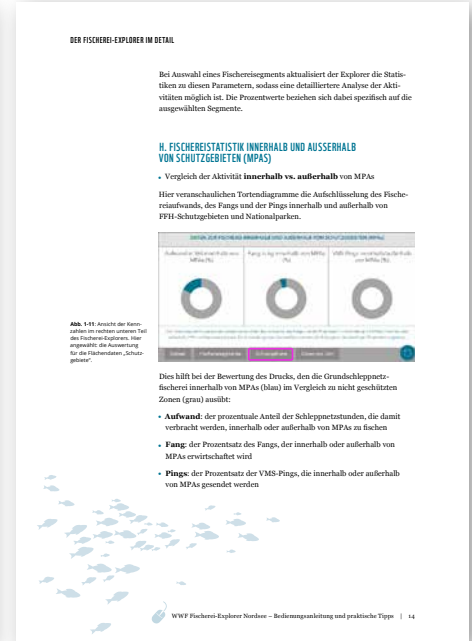 DER FISCHEREI-EXPLORER IM DETAIL
Bei Auswahl eines Fischereisegments aktualisiert der Explorer die Statis-
tiken zu diesen Parametern, sodass eine detailliertere Analyse der Akti-
vitäten möglich ist. Die Prozentwerte beziehen sich dabei spezifisch auf die
ausgewählten Segmente.
H. FISCHEREISTATISTIK INNERHALB UND AUSSERHALB
VON SCHUTZGEBIETEN (MPAS)
• Vergleich der Aktivität innerhalb vs. außerhalb von MPAs
Hier veranschaulichen Tortendiagramme die Aufschlüsselung des Fische-
reiaufwands, des Fangs und der Pings innerhalb und außerhalb von
FFH-Schutzgebieten und Nationalparken.
Abb. 1-11: Ansicht der Kenn-
zahlen im rechten unteren Teil
des Fischerei-Explorers. Hier
angewählt: die Auswertung
für die Flächendaten „Schutz-
gebiete“.
Dies hilft bei der Bewertung des Drucks, den die Grundschleppnetz-
fischerei innerhalb von MPAs (blau) im Vergleich zu nicht geschützten
Zonen (grau) ausübt:
• Aufwand: der prozentuale Anteil der Schleppnetzstunden, die damit
verbracht werden, innerhalb oder außerhalb von MPAs zu fischen
• Fang: der Prozentsatz des Fangs, der innerhalb oder außerhalb von
MPAs erwirtschaftet wird
• Pings: der Prozentsatz der VMS-Pings, die innerhalb oder außerhalb
von MPAs gesendet werden
WWF Fischerei-Explorer Nordsee – Bedienungsanleitung und praktische Tipps | 14